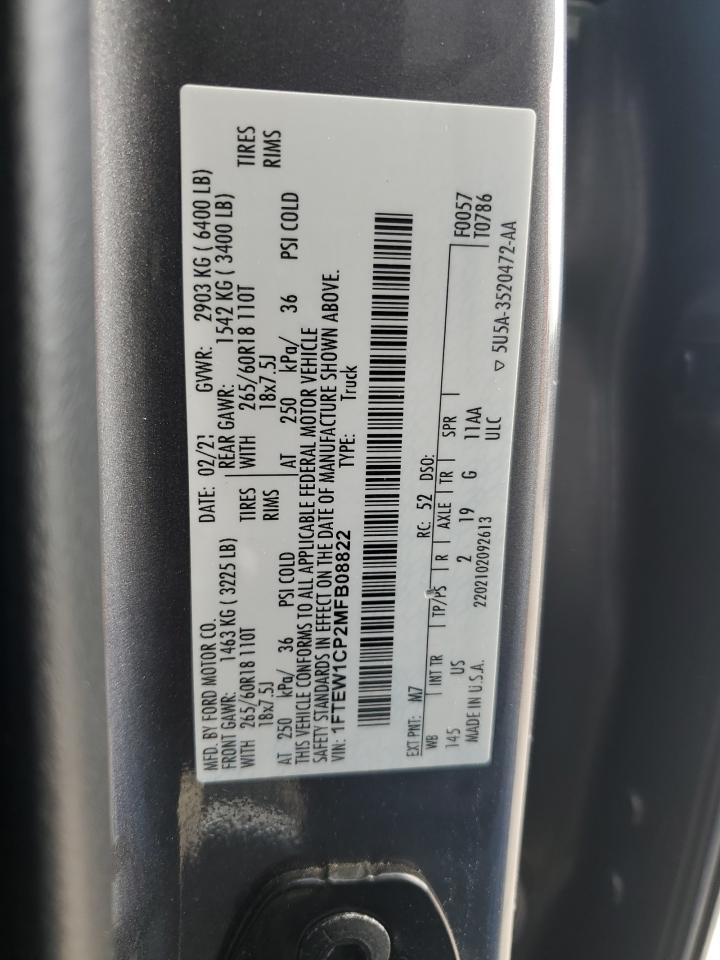 MFD. BY FORD MOTOR CO. DATE: 02/21 GVWR: 2903 KG ( 6400 LB)
FRONT GAWR: 1463 KG ( 3225 LB) REAR GAWR: 1542 KG ( 3400 LB)
WITH 265/60R18 110T TIRES WITH 265/60R18 110T TIRES
18x7.5J RIMS 18x7.5J RIMS
AT 250 kPa/ 36 PSI COLD AT 250 kPa/ 36 PSI COLD
THIS VEHICLE CONFORMS TO ALL APPLICABLE FEDERAL MOTOR VEHICLE
SAFETY STANDARDS IN EFFECT ON THE DATE OF MANUFACTURE SHOWN ABOVE.
VIN: 1FTEW1CP2MFB08822 TYPE: Truck
EXT PNT: M7 RC: 52 DSO:
WB INT TR TP/PS R AXLE TR SPR F0057
145 US 2 19 G 11AA T0786
MADE IN U.S.A. 2202102092613 ULC
▽ 5U5A-3520472-AA